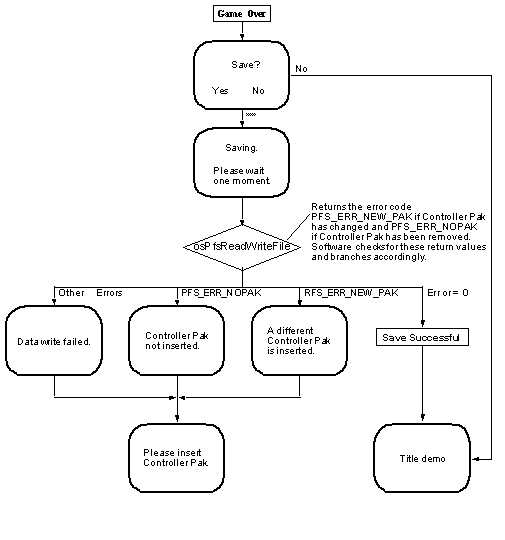 Game Over
Save?
No
Yes No
Saving.
Please wait
one moment.
Returns the error code
PFS_ERR_NEW_PAK if Controller Pak
has changed and PFS_ERR_NOPAK
if Controller Pak has been removed.
Software checks for these return values
and branches accordingly.
osPfsReadWriteFile
Other Errors
PFS_ERR_NOPAK
RFS_ERR_NEW_PAK
Error = 0
Data write failed.
Controller Pak
not inserted.
A different
Controller Pak
is inserted.
Save Successful
Please insert
Controller Pak.
Title demo